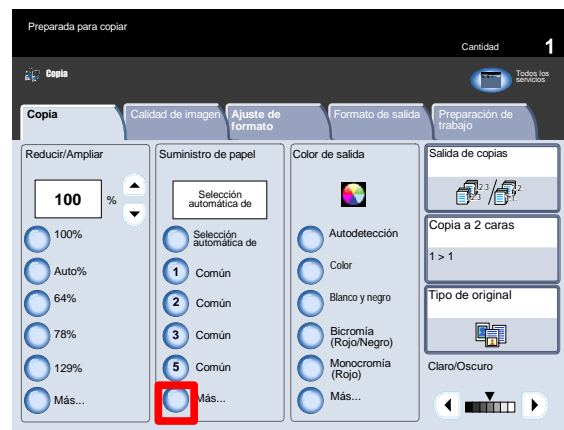 Preparada para copiar
Cantidad 1
Copia
Todos los
servicios
Copia
Calidad de imagen
Ajuste de
formato
Formato de salida
Preparación de
trabajo
Reducir/Ampliar
100 %
100%
Auto%
64%
78%
129%
Más...
Suministro de papel
Selección
automática de
Selección
automática de
1 Común
2 Común
3 Común
5 Común
Más...
Color de salida
Autodetección
Color
Blanco y negro
Bicromía
(Rojo/Negro)
Monocromía
(Rojo)
Más...
Salida de copias
Copia a 2 caras
1 > 1
Tipo de original
Claro/Oscuro